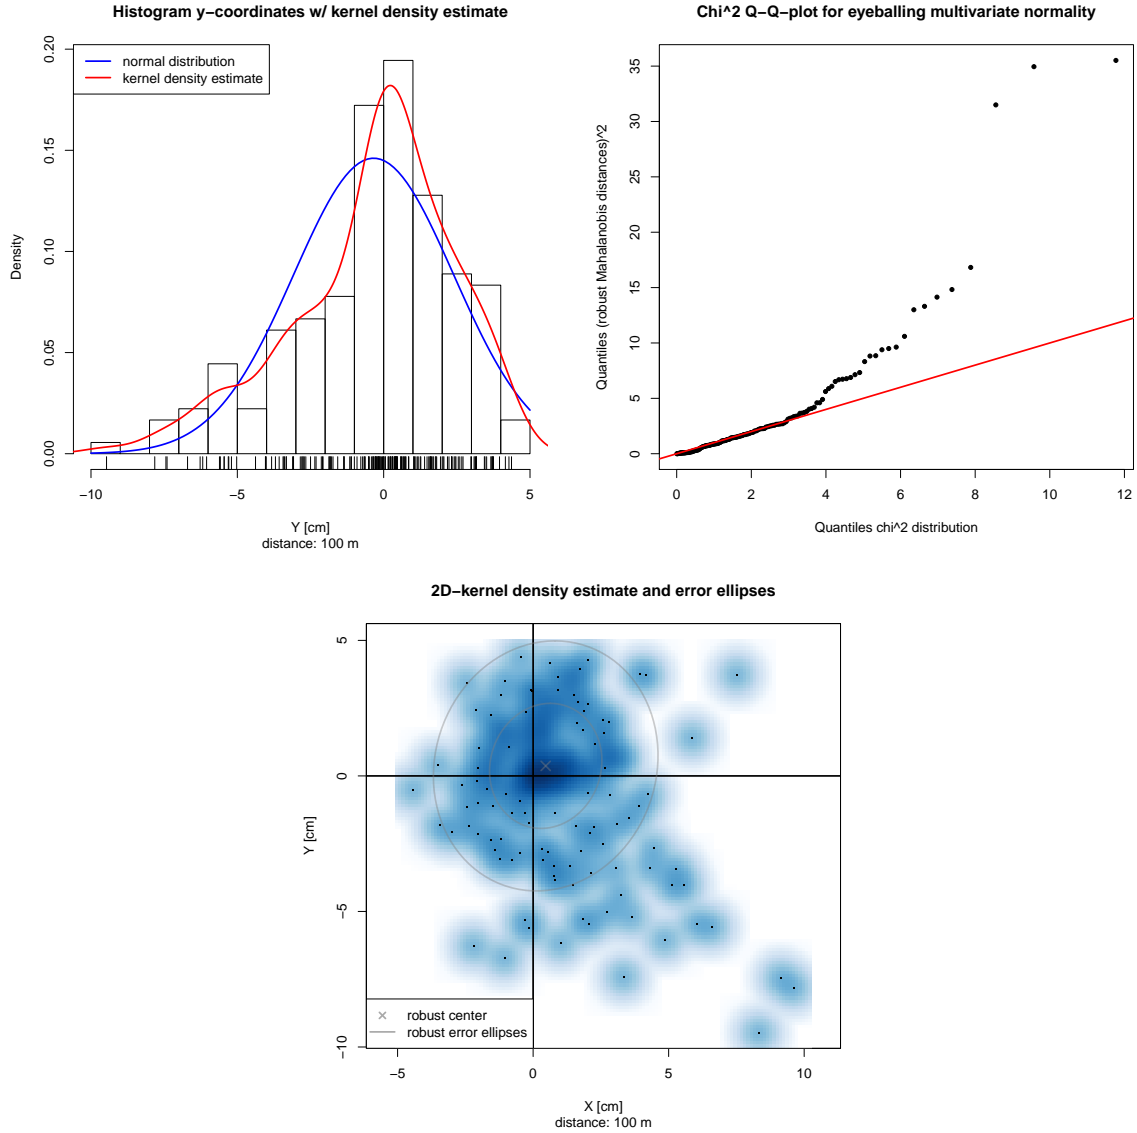 Histogram y−coordinates w/ kernel density estimate
normal distribution
kernel density estimate
Density
0.00
0.05
0.10
0.15
0.20
−10
−5
0
5
Y [cm]
distance: 100 m
Chi^2 Q−Q−plot for eyeballing multivariate normality
Quantiles (robust Mahalanobis distances)^2
0
5
10
15
20
25
30
35
0
2
4
6
8
10
12
Quantiles chi^2 distribution
2D−kernel density estimate and error ellipses
Y [cm]
5
0
−5
−10
robust center
robust error ellipses
−5
0
5
10
X [cm]
distance: 100 m